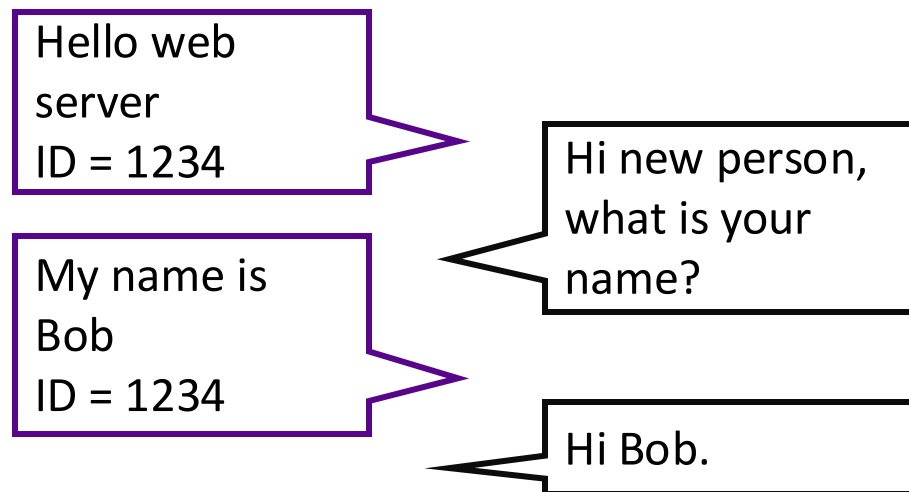 Hello web
server
ID = 1234
Hi new person,
what is your
name?
My name is
Bob
ID = 1234
Hi Bob.